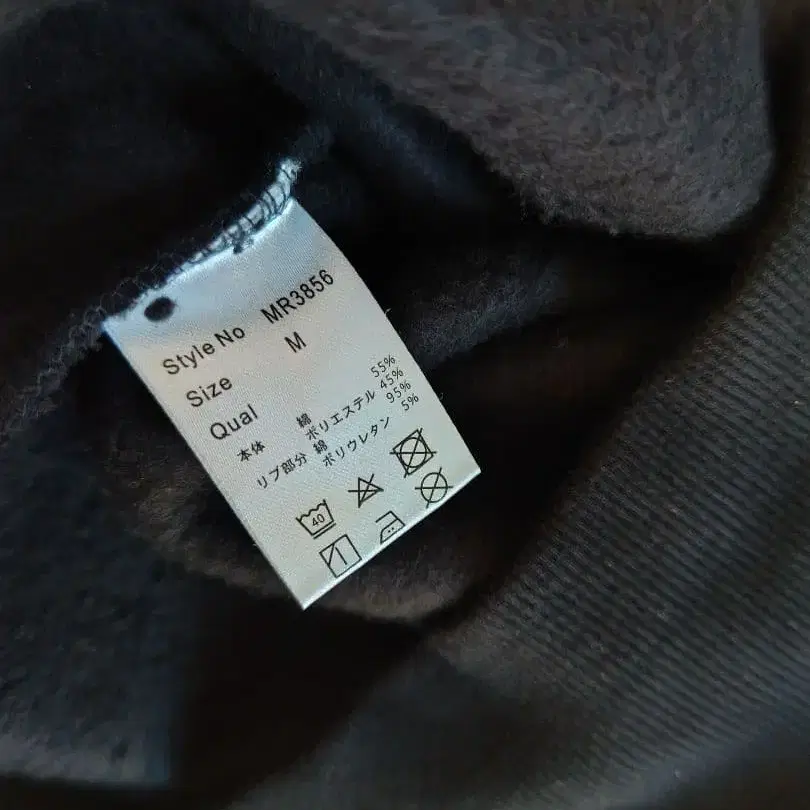 Style No MR3856
Size M
Qual
本体 綿 55%
ポリエステル 45%
リブ部分 綿 95%
ポリウレタン 5%
40